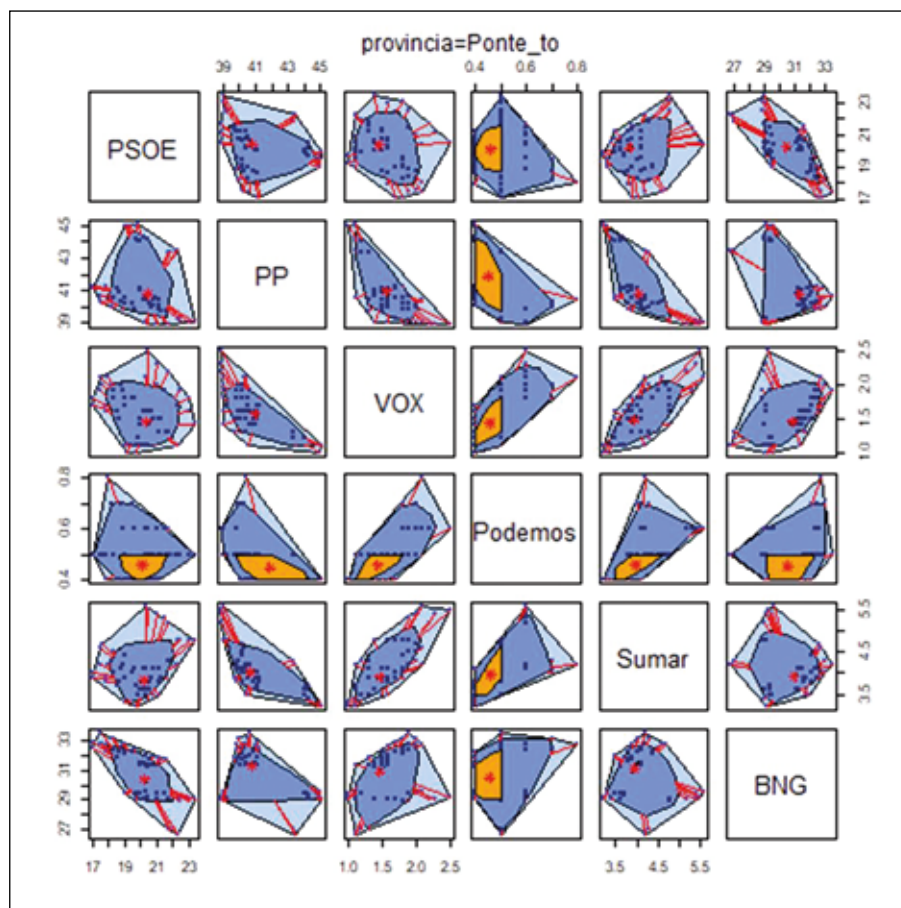 provincia=Ponte_to
39 41 43 45
0.4 0.6 0.8
27 29 31 33
PSOE
17 19 21 23
39 41 43 45
PP
VOX
1.0 1.5 2.0 2.5
0.4 0.6 0.8
Podemos
Sumar
3.5 4.5 5.5
27 29 31 33
BNG
17 19 21 23
1.0 1.5 2.0 2.5
3.5 4.5 5.5